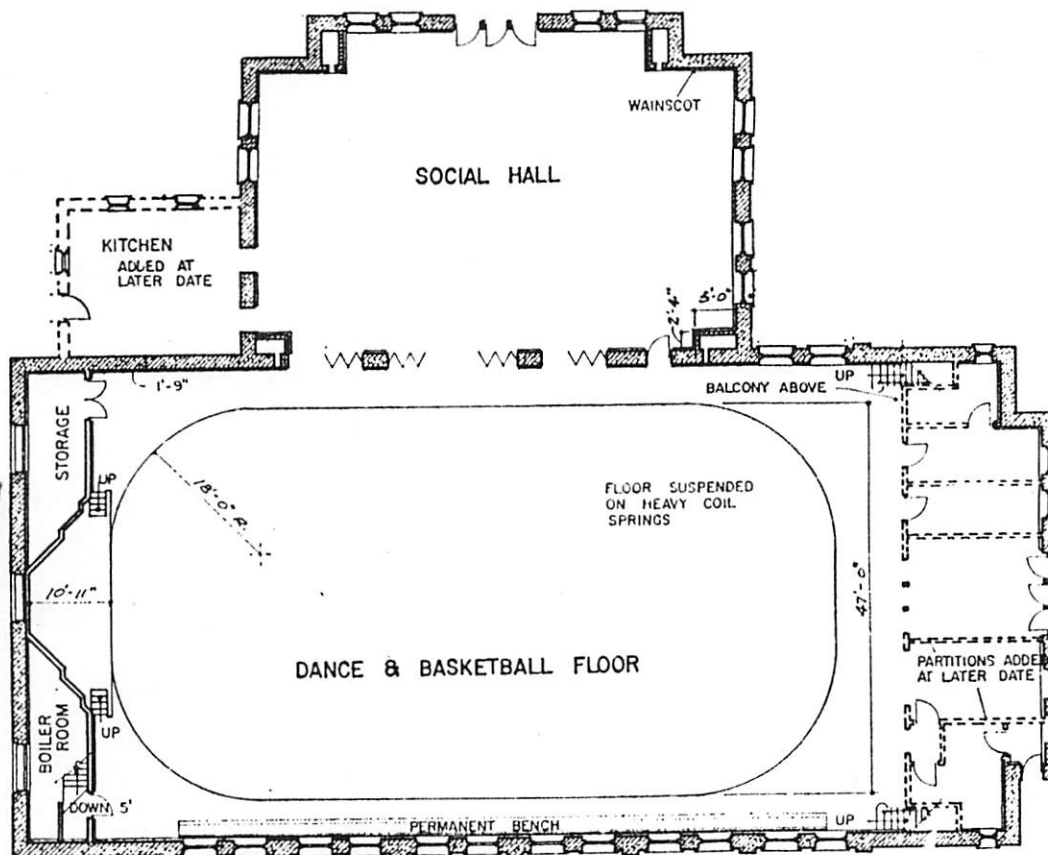 WAINSCOT
SOCIAL HALL
KITCHEN
ADDED AT
LATER DATE
2'-4"
3'-0"
1'-9"
UP
BALCONY ABOVE
STORAGE
UP
18'-0" R.
FLOOR SUSPENDED
ON HEAVY COIL
SPRINGS
10'-11"
47'-0"
DANCE & BASKETBALL FLOOR
PARTITIONS ADDED
AT LATER DATE
BOILER
ROOM
UP
DOWN 5'
PERMANENT BENCH
UP